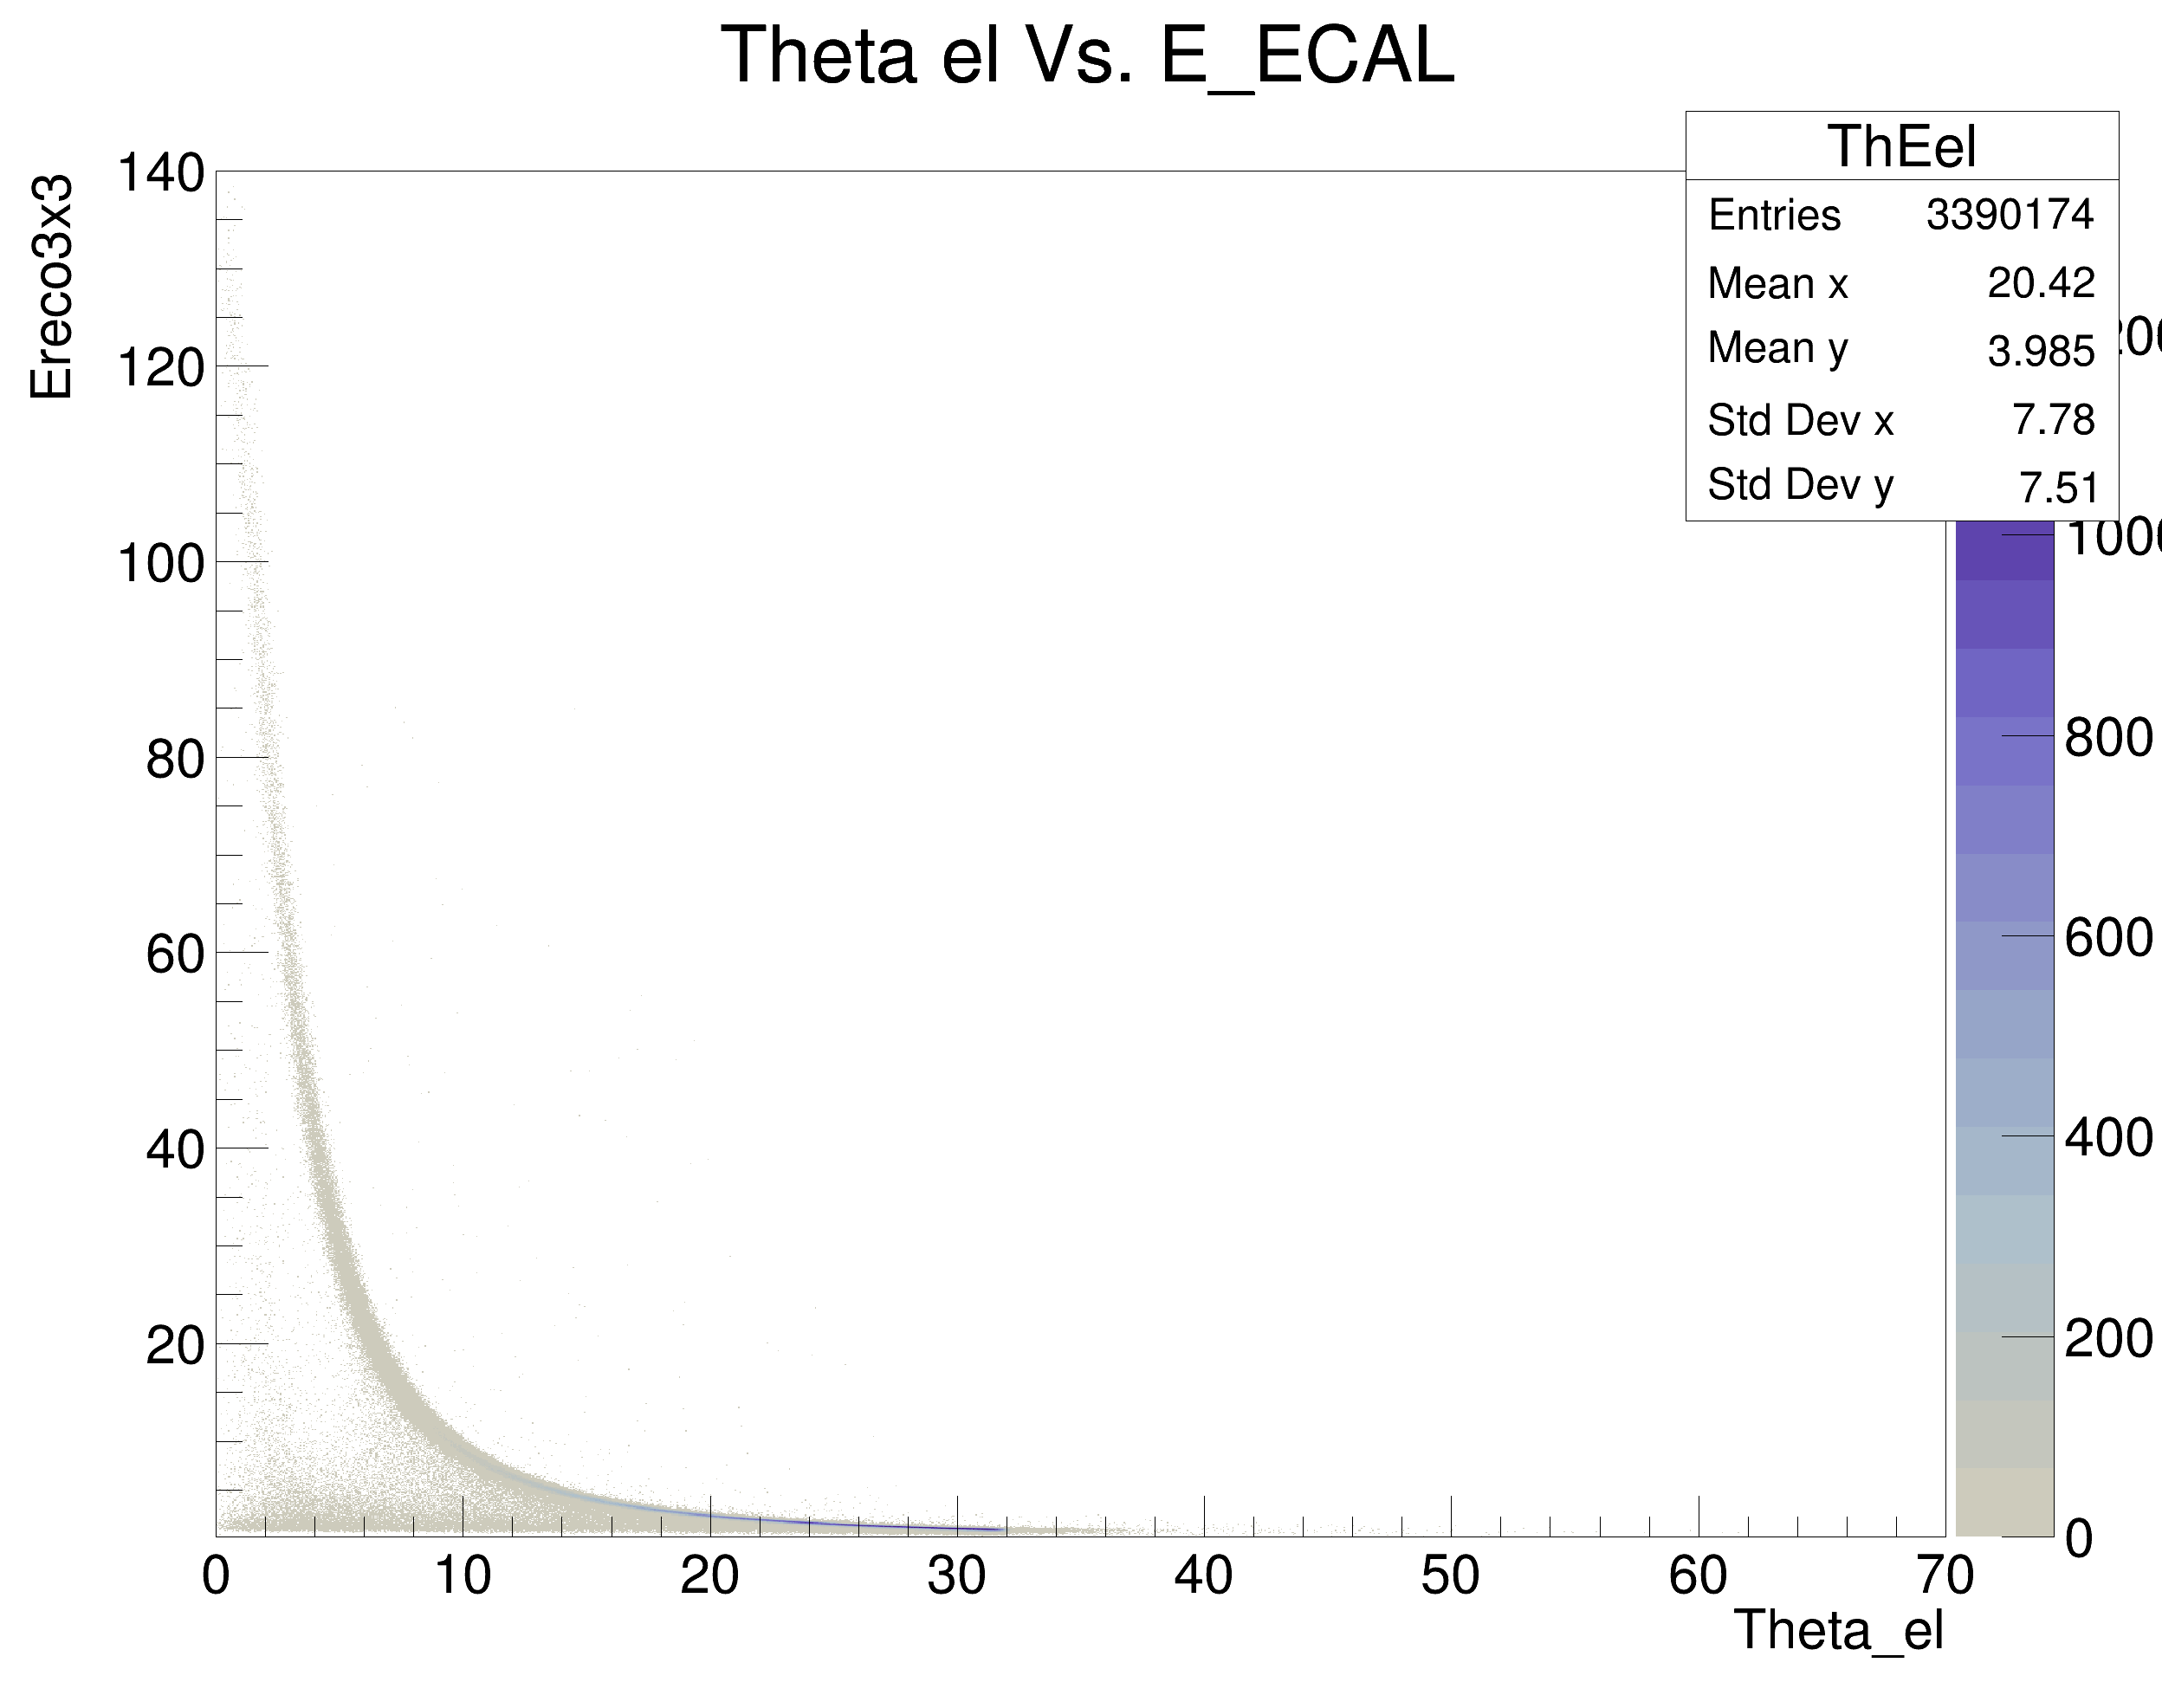 Theta el Vs. E_ECAL
ThEel
Entries 3390174
Mean x 20.42
Mean y 3.985
Std Dev x 7.78
Std Dev y 7.51
Ereco3x3
140
120
100
80
60
40
20
0 10 20 30 40 50 60 70
Theta_el
800
600
400
200
0